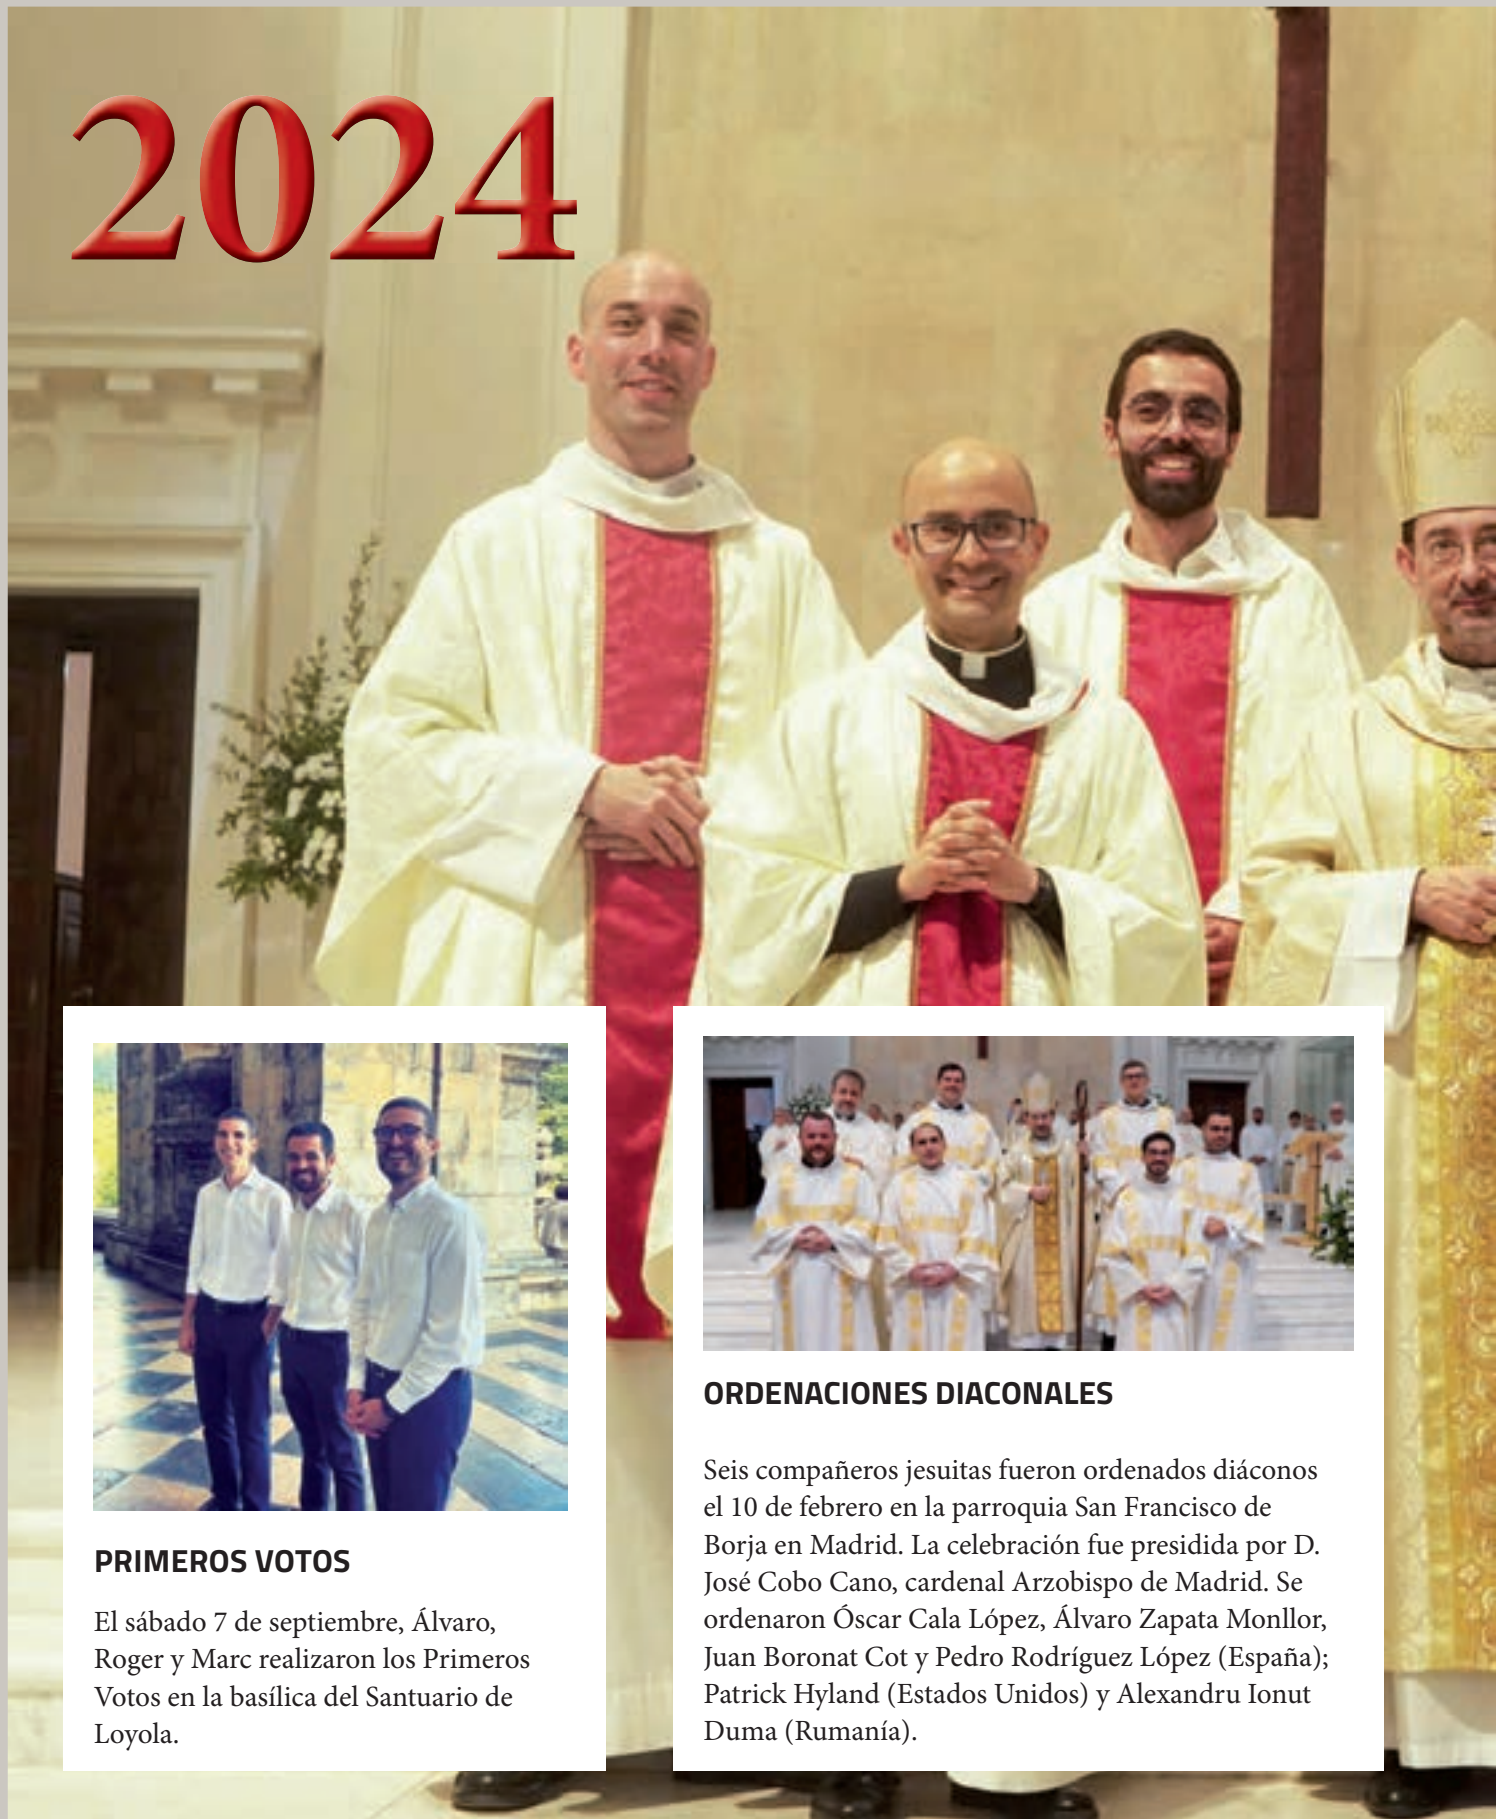 2024
PRIMEROS VOTOS
El sábado 7 de septiembre, Álvaro,
Roger y Marc realizaron los Primeros
Votos en la basílica del Santuario de
Loyola.
ORDENACIONES DIACONALES
Seis compañeros jesuitas fueron ordenados diáconos
el 10 de febrero en la parroquia San Francisco de
Borja en Madrid. La celebración fue presidida por D.
José Cobo Cano, cardenal Arzobispo de Madrid. Se
ordenaron Óscar Cala López, Álvaro Zapata Monllor,
Juan Boronat Cot y Pedro Rodríguez López (España);
Patrick Hyland (Estados Unidos) y Alexandru Ionut
Duma (Rumanía).